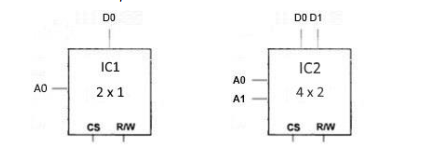 D0
IC1
A0
2 x 1
CS R/W
D0 D1
IC2
A0
A1
4 x 2
CS R/W